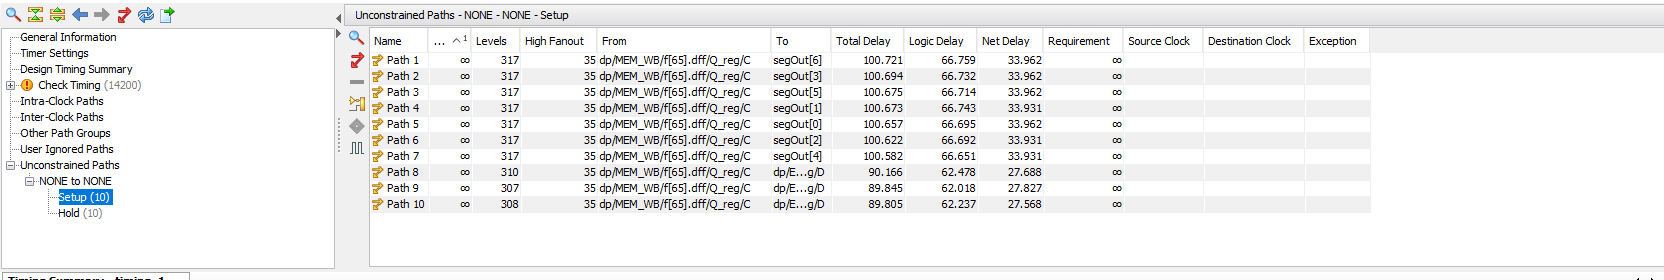 Unconstrained Paths - NONE - NONE - Setup
General Information
Timer Settings
Design Timing Summary
Check Timing (14200)
Intra-Clock Paths
Inter-Clock Paths
Other Path Groups
User Ignored Paths
Unconstrained Paths
NONE to NONE
Setup (10)
Hold (10)
Name ... 1 Levels High Fanout From To Total Delay Logic Delay Net Delay Requirement Source Clock Destination Clock Exception
Path 1 ∞ 317 35 dp/MEM_WB/f[65].dff/Q_reg/C segOut[6] 100.721 66.759 33.962 ∞
Path 2 ∞ 317 35 dp/MEM_WB/f[65].dff/Q_reg/C segOut[3] 100.694 66.732 33.962 ∞
Path 3 ∞ 317 35 dp/MEM_WB/f[65].dff/Q_reg/C segOut[5] 100.675 66.714 33.962 ∞
Path 4 ∞ 317 35 dp/MEM_WB/f[65].dff/Q_reg/C segOut[1] 100.673 66.743 33.931 ∞
Path 5 ∞ 317 35 dp/MEM_WB/f[65].dff/Q_reg/C segOut[0] 100.657 66.695 33.962 ∞
Path 6 ∞ 317 35 dp/MEM_WB/f[65].dff/Q_reg/C segOut[2] 100.622 66.692 33.931 ∞
Path 7 ∞ 317 35 dp/MEM_WB/f[65].dff/Q_reg/C segOut[4] 100.582 66.651 33.931 ∞
Path 8 ∞ 310 35 dp/MEM_WB/f[65].dff/Q_reg/C dp/E...g/D 90.166 62.478 27.688 ∞
Path 9 ∞ 307 35 dp/MEM_WB/f[65].dff/Q_reg/C dp/E...g/D 89.845 62.018 27.827 ∞
Path 10 ∞ 308 35 dp/MEM_WB/f[65].dff/Q_reg/C dp/E...g/D 89.805 62.237 27.568 ∞
Timing Summary - timing_1